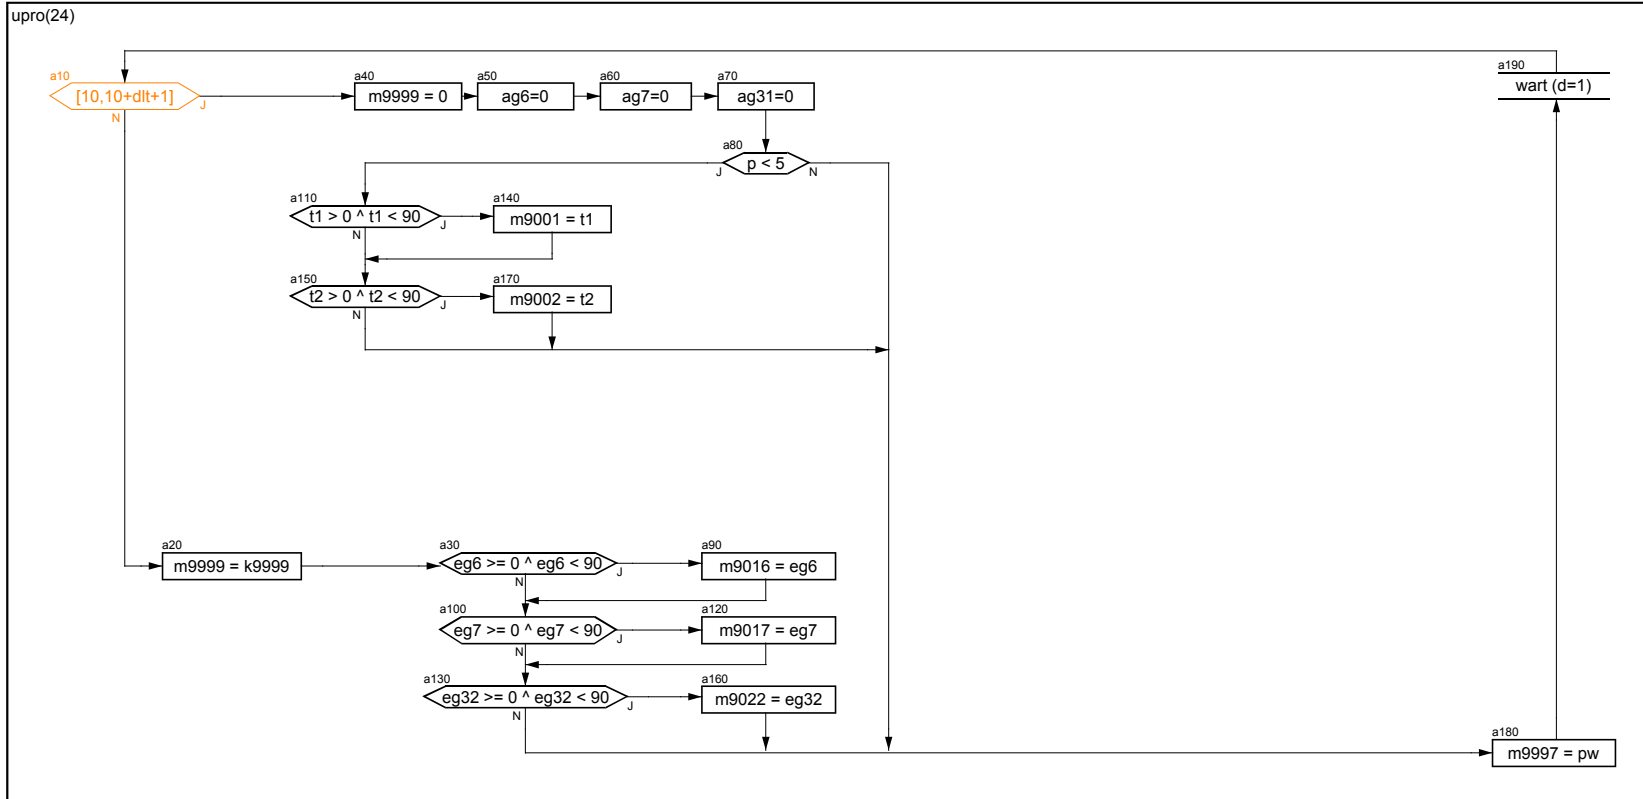 upro(24)
a10
[10,10+dlt+1]
J
N
a40
m9999 = 0
a50
ag6=0
a60
ag7=0
a70
ag31=0
a190
wart (d=1)
a80
p < 5
J
N
a110
t1 > 0 ^ t1 < 90
J
N
a140
m9001 = t1
a150
t2 > 0 ^ t2 < 90
J
N
a170
m9002 = t2
a20
m9999 = k9999
a30
eg6 >= 0 ^ eg6 < 90
J
N
a90
m9016 = eg6
a100
eg7 >= 0 ^ eg7 < 90
J
N
a120
m9017 = eg7
a130
eg32 >= 0 ^ eg32 < 90
J
N
a160
m9022 = eg32
a180
m9997 = pw